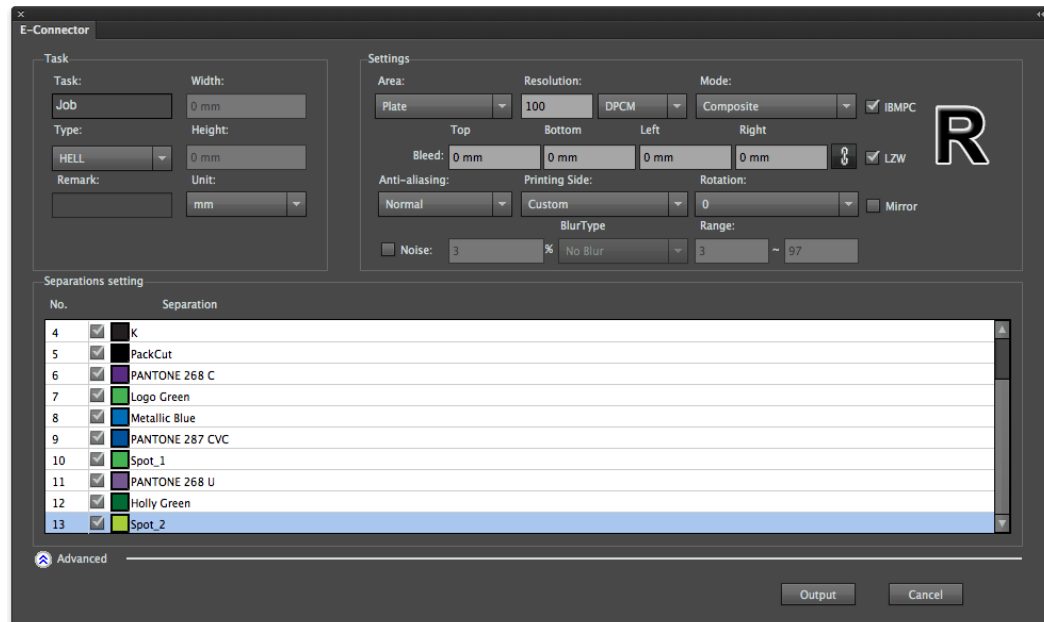 E-Connector
Task
Task:
Width:
Job
0 mm
Type:
Height:
HELL
0 mm
Remark:
Unit:
mm
Settings
Area:
Resolution:
Mode:
Plate
100
DPCM
Composite
IBMPC
Top
Bottom
Left
Right
Bleed:
0 mm
0 mm
0 mm
0 mm
LZW
Anti-aliasing:
Printing Side:
Rotation:
Normal
Custom
0
Mirror
BlurType
Range:
Noise:
3
%
No Blur
3
~
97
R
Separations setting
No.
Separation
4 K
5 PackCut
6 PANTONE 268 C
7 Logo Green
8 Metallic Blue
9 PANTONE 287 CVC
10 Spot_1
11 PANTONE 268 U
12 Holly Green
13 Spot_2
Advanced
Output
Cancel